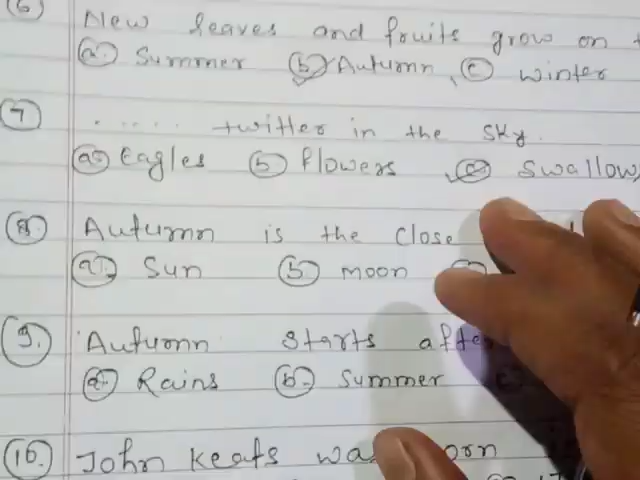 6) New leaves and fruits grow on
(a.) Summer (b) Autumn, (c) winter
7) ..... twitter in the sky.
(a.) Eagles (b) flowers (c) Swallow
8. Autumn is the close
(a.) Sun (b) moon
9. Autumn starts after
(a.) Rains (b.) Summer
10. John Keats was born